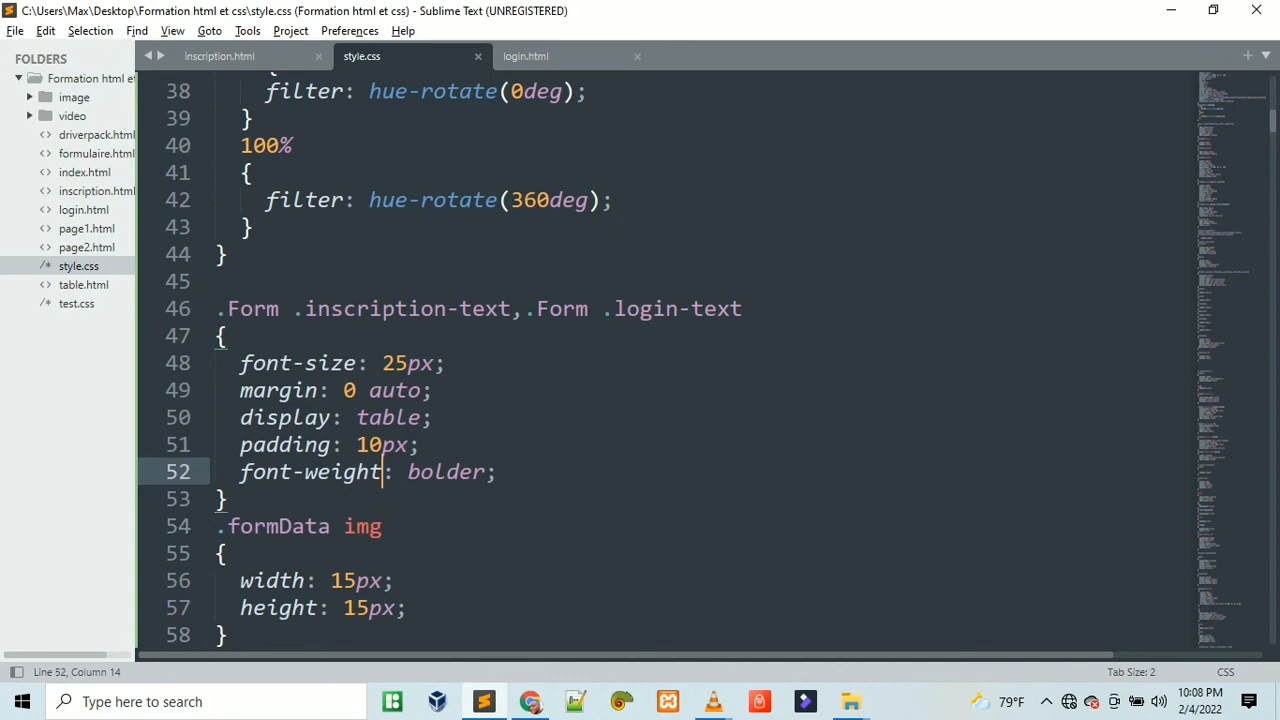 C:\Users\Max\Desktop\Formation html et css\style.css (Formation html et css) - Sublime Text (UNREGISTERED)
File Edit Selection Find View Goto Tools Project Preferences Help
FOLDERS
Formation html et
image
video
driverpack.html
formulaire.html
index.html
inscription.html
login.html
page1.html
page2.html
style.css
table.html
test.css
inscription.html style.css login.html
38 filter: hue-rotate(0deg);
39 }
40 100%
41 {
42 filter: hue-rotate(360deg);
43 }
44 }
45
46 .Form .inscription-text,.Form .login-text
47 {
48 font-size: 25px;
49 margin: 0 auto;
50 display: table;
51 padding: 10px;
52 font-weight: bolder;
53 }
54 .formData img
55 {
56 width: 15px;
57 height: 15px;
58 }
Line 52, Column 14 Tab Size: 2 CSS
Type here to search
79°F
10:08 PM
2/4/2022